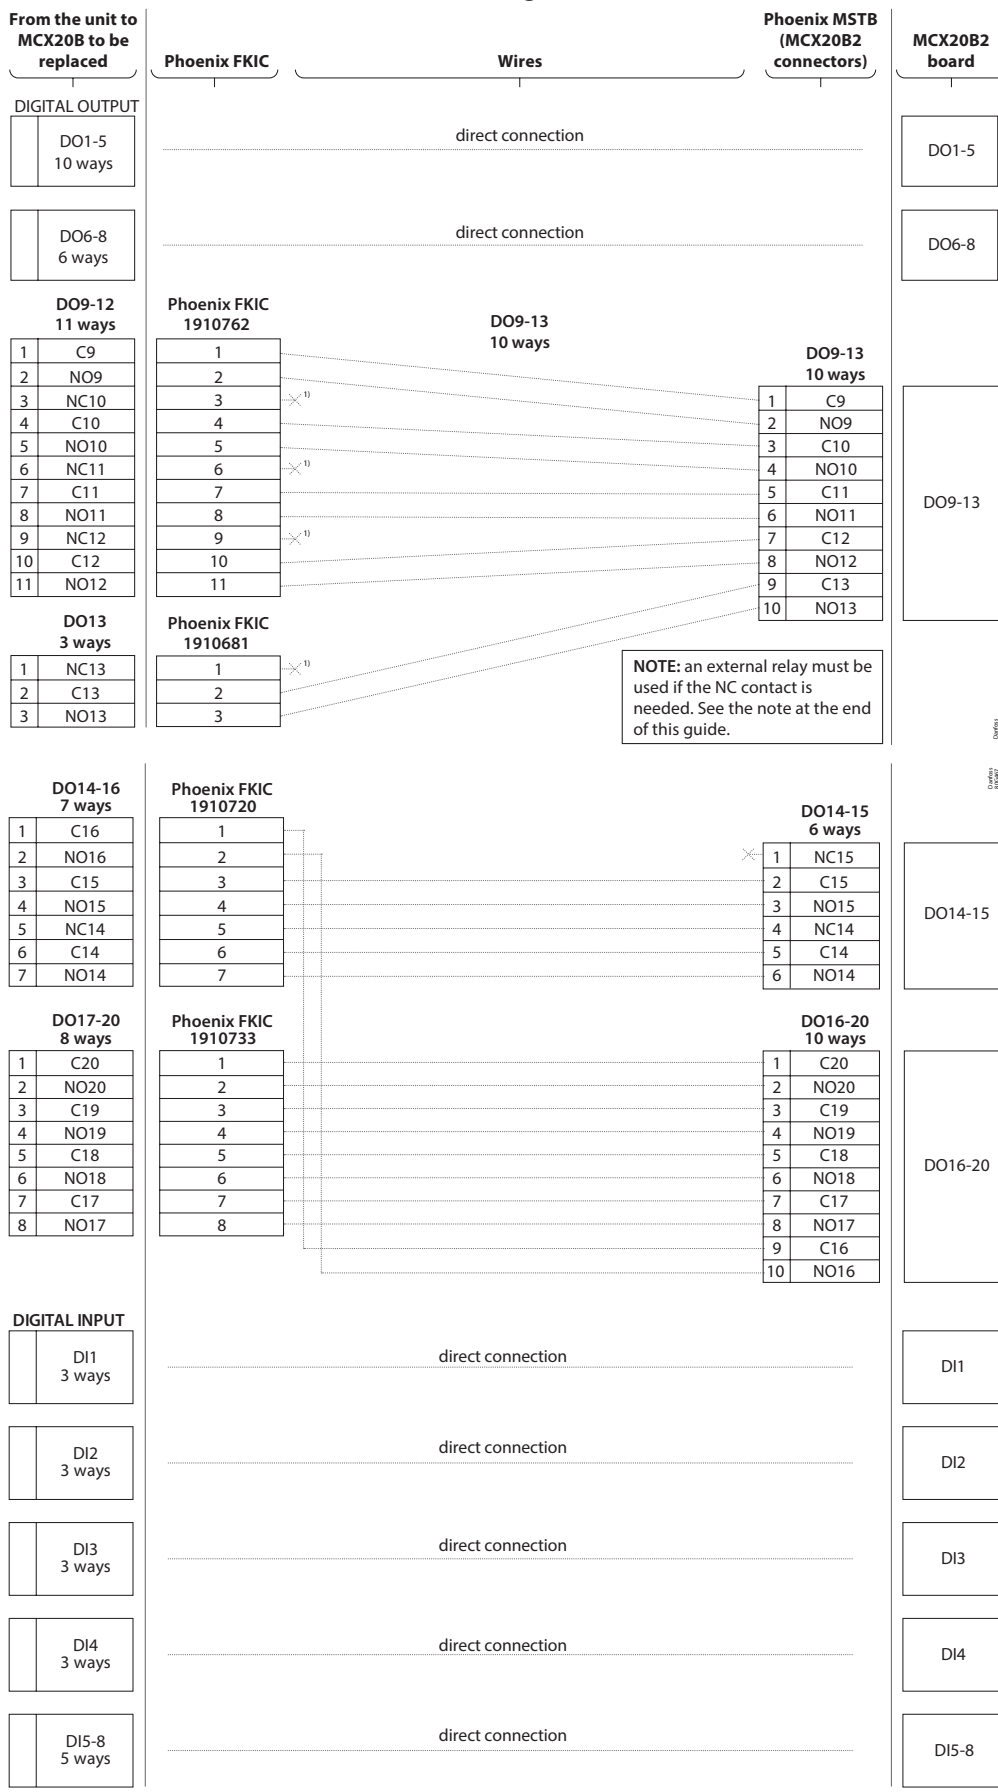 From the unit to
MCX20B to be
replaced
Phoenix FKIC
Wires
Phoenix MSTB
(MCX20B2
connectors)
MCX20B2
board
DIGITAL OUTPUT
DO1-5
10 ways
direct connection
DO1-5
DO6-8
6 ways
direct connection
DO6-8
DO9-12
11 ways
Phoenix FKIC
1910762
DO9-13
10 ways
DO9-13
10 ways
1 C9
2 NO9
3 NC10
4 C10
5 NO10
6 NC11
7 C11
8 NO11
9 NC12
10 C12
11 NO12
1
2
3
4
5
6
7
8
9
10
11
1)
1)
1)
1 C9
2 NO9
3 C10
4 NO10
5 C11
6 NO11
7 C12
8 NO12
9 C13
10 NO13
DO9-13
DO13
3 ways
Phoenix FKIC
1910681
1 NC13
2 C13
3 NO13
1
2
3
1)
NOTE: an external relay must be
used if the NC contact is
needed. See the note at the end
of this guide.
Danfoss
Danfoss
DO14-16
7 ways
Phoenix FKIC
1910720
DO14-15
6 ways
1 C16
2 NO16
3 C15
4 NO15
5 NC14
6 C14
7 NO14
1
2
3
4
5
6
7
1 NC15
2 C15
3 NO15
4 NC14
5 C14
6 NO14
DO14-15
DO17-20
8 ways
Phoenix FKIC
1910733
DO16-20
10 ways
1 C20
2 NO20
3 C19
4 NO19
5 C18
6 NO18
7 C17
8 NO17
1
2
3
4
5
6
7
8
1 C20
2 NO20
3 C19
4 NO19
5 C18
6 NO18
7 C17
8 NO17
9 C16
10 NO16
DO16-20
DIGITAL INPUT
DI1
3 ways
direct connection
DI1
DI2
3 ways
direct connection
DI2
DI3
3 ways
direct connection
DI3
DI4
3 ways
direct connection
DI4
DI5-8
5 ways
direct connection
DI5-8